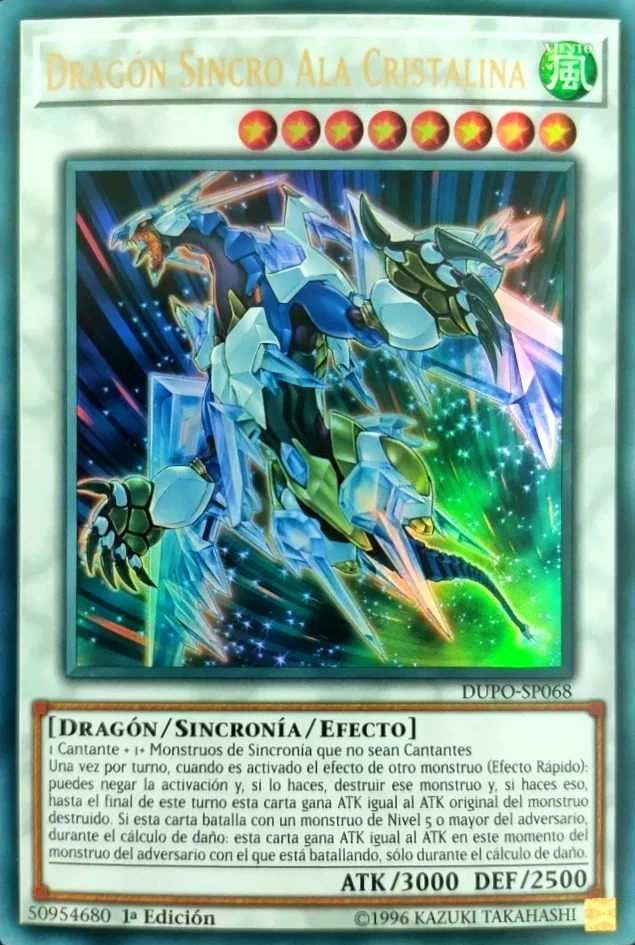 DRAGÓN SINCRO ALA CRISTALINA
VIENTO
風
DUPO-SP068
[DRAGÓN/SINCRONÍA/EFECTO]
1 Cantante + 1+ Monstruos de Sincronía que no sean Cantantes
Una vez por turno, cuando es activado el efecto de otro monstruo (Efecto Rápido):
puedes negar la activación y, si lo haces, destruir ese monstruo y, si haces eso,
hasta el final de este turno esta carta gana ATK igual al ATK original del monstruo
destruido. Si esta carta batalla con un monstruo de Nivel 5 o mayor del adversario,
durante el cálculo de daño: esta carta gana ATK igual al ATK en este momento del
monstruo del adversario con el que está batallando, sólo durante el cálculo de daño.
ATK/3000 DEF/2500
50954680 1ª Edición ©1996 KAZUKI TAKAHASHI